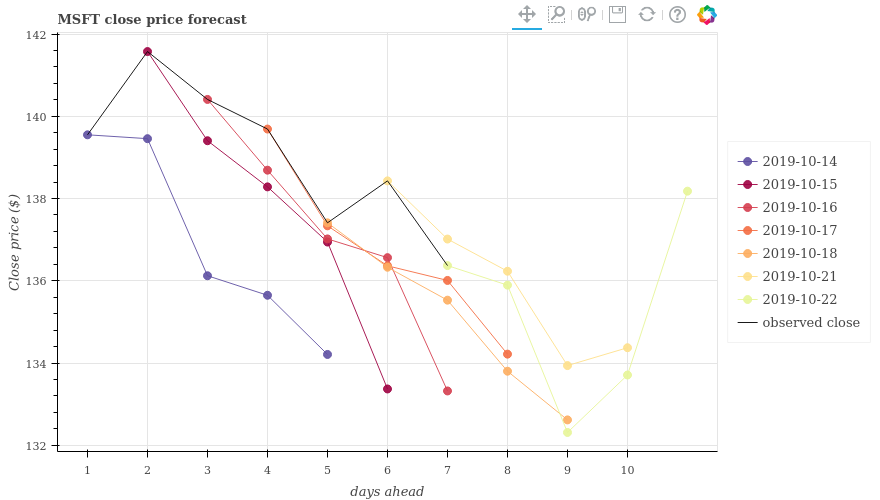 MSFT close price forecast
142
140
138
136
134
132
Close price ($)
1 2 3 4 5 6 7 8 9 10
days ahead
2019-10-14
2019-10-15
2019-10-16
2019-10-17
2019-10-18
2019-10-21
2019-10-22
observed close